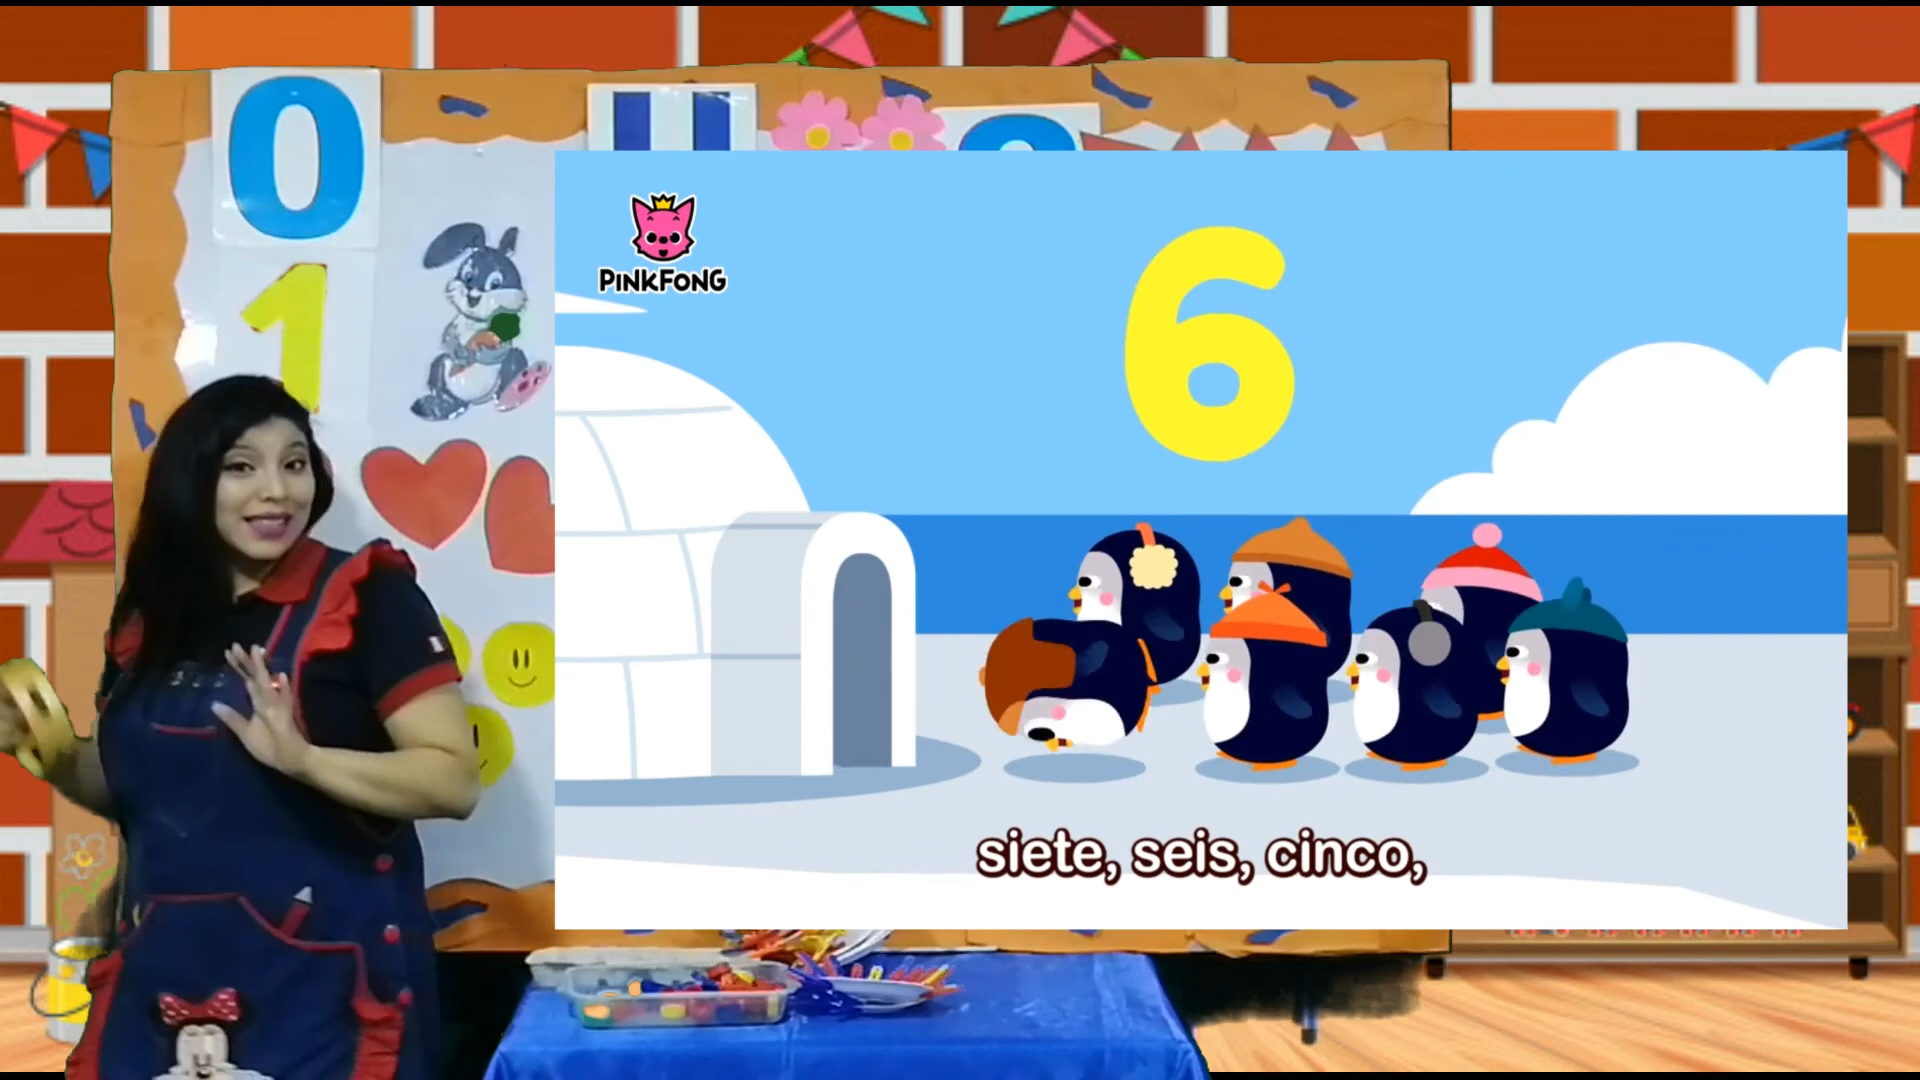 0
1
PINKFONG
6
siete, seis, cinco,